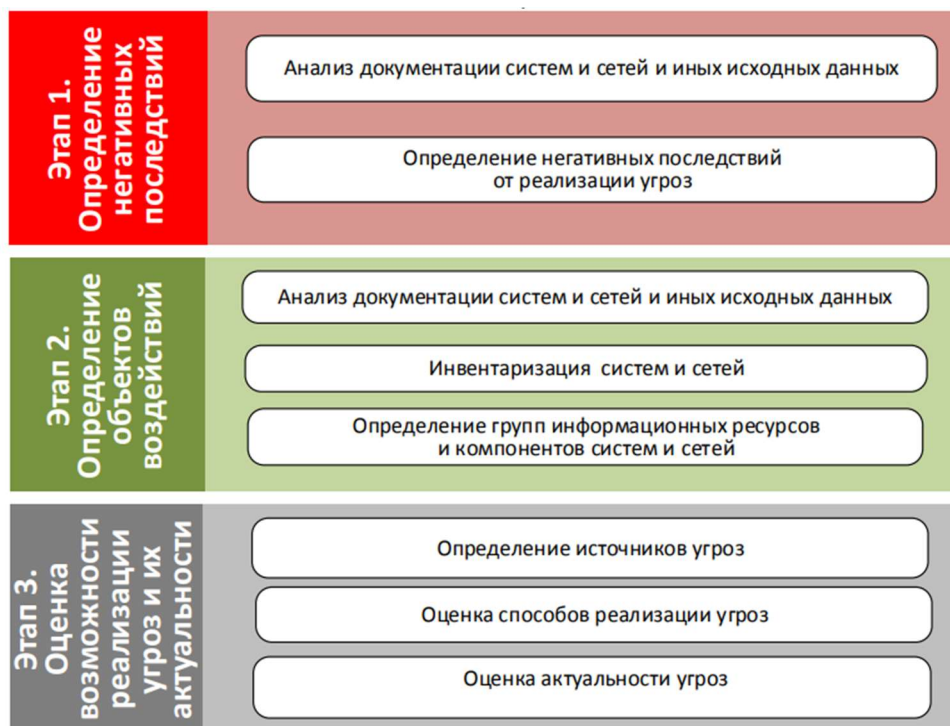 Этап 1.
Определение
негативных
последствий
Анализ документации систем и сетей и иных исходных данных
Определение негативных последствий
от реализации угроз
Этап 2.
Определение
объектов
воздействий
Анализ документации систем и сетей и иных исходных данных
Инвентаризация систем и сетей
Определение групп информационных ресурсов
и компонентов систем и сетей
Этап 3.
Оценка
возможности
реализации
угроз и их
актуальности
Определение источников угроз
Оценка способов реализации угроз
Оценка актуальности угроз